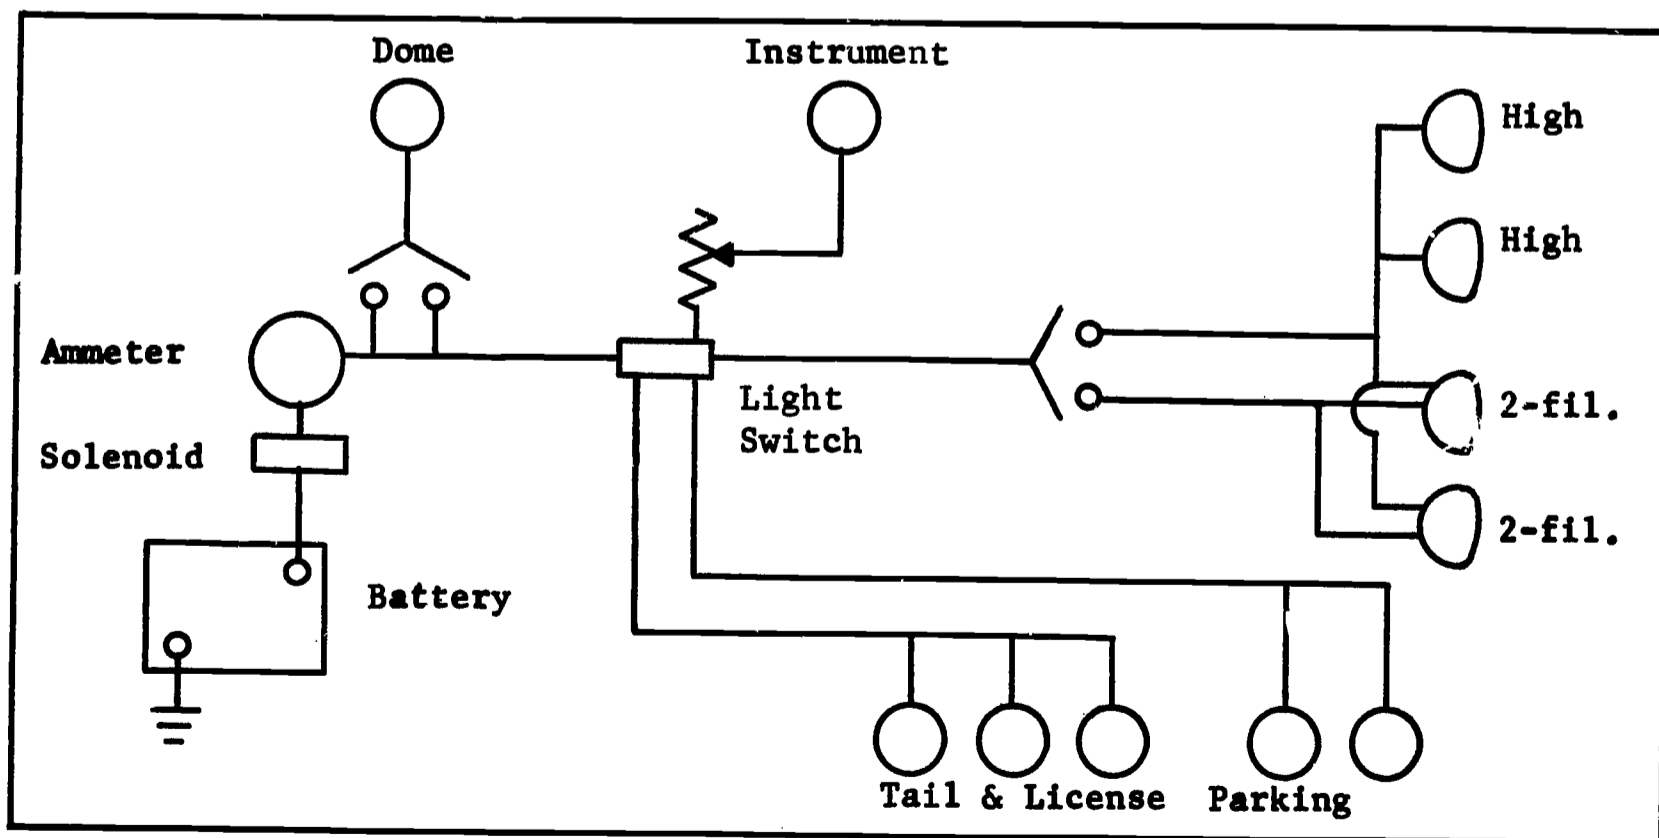 Dome
Instrument
High
High
Ammeter
Light
Switch
2-fil.
Solenoid
2-fil.
Battery
Tail & License
Parking